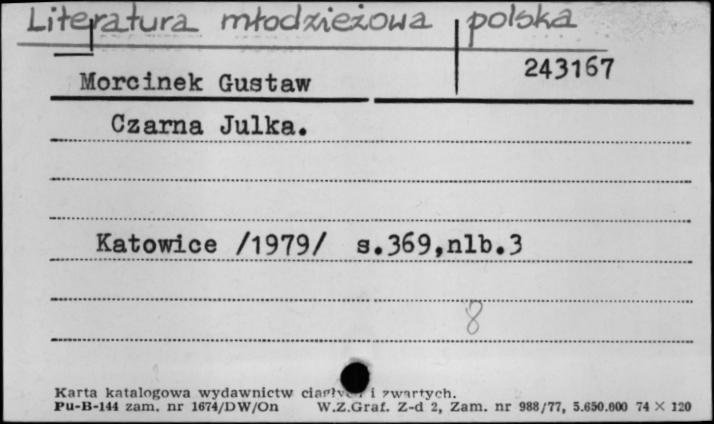 Literatura młodzieżowa polska
Morcinek Gustaw 243167
Czarna Julka.
Katowice /1979/ s.369,nlb.3
8
Karta katalogowa wydawnictw ciągłych i zwartych.
Pu-B-144 zam. nr 1674/DW/On W.Z.Graf. Z-d 2, Zam. nr 988/77, 5.650.000 74 × 120